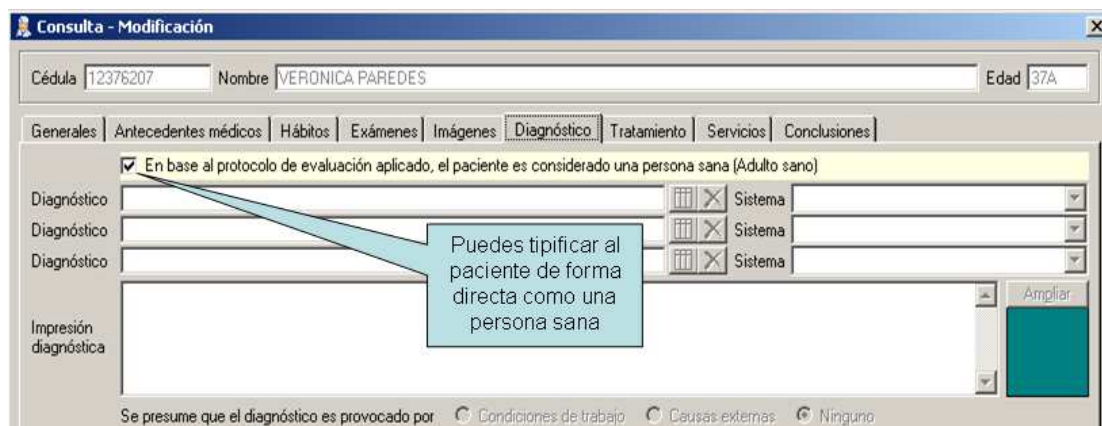 Consulta - Modificación
Cédula 12376207 Nombre VERONICA PAREDES Edad 37A
Generales Antecedentes médicos Hábitos Exámenes Imágenes Diagnóstico Tratamiento Servicios Conclusiones
En base al protocolo de evaluación aplicado, el paciente es considerado una persona sana (Adulto sano)
Diagnóstico Sistema
Diagnóstico Sistema
Diagnóstico Sistema
Puedes tipificar al
paciente de forma
directa como una
persona sana
Impresión
diagnóstica
Ampliar
Se presume que el diagnóstico es provocado por Condiciones de trabajo Causas externas Ninguno